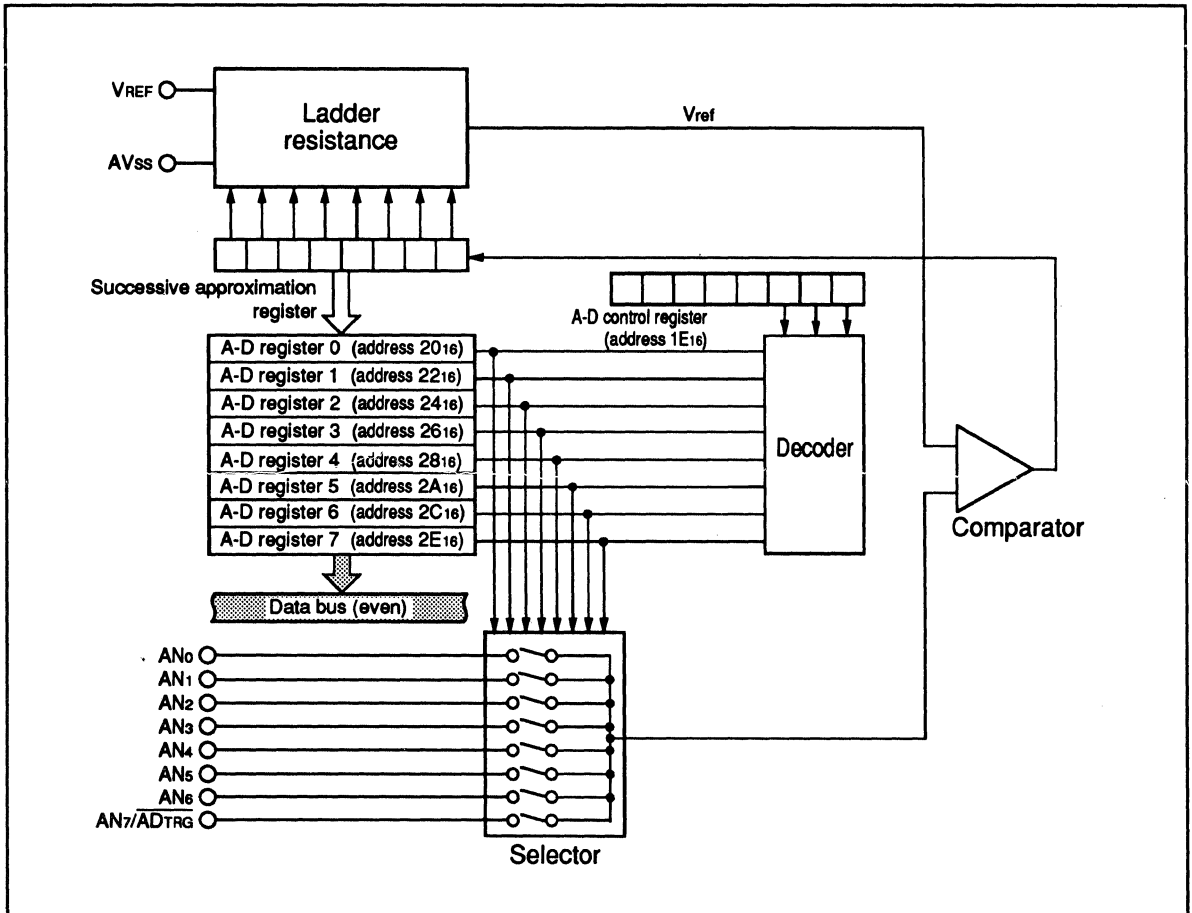 VREF
AVSS
Ladder
resistance
Vref
Successive approximation
register
A-D control register
(address 1E16)
A-D register 0 (address 2016)
A-D register 1 (address 2216)
A-D register 2 (address 2416)
A-D register 3 (address 2616)
A-D register 4 (address 2816)
A-D register 5 (address 2A16)
A-D register 6 (address 2C16)
A-D register 7 (address 2E16)
Decoder
Comparator
Data bus (even)
AN0
AN1
AN2
AN3
AN4
AN5
AN6
AN7/ADTRG
Selector